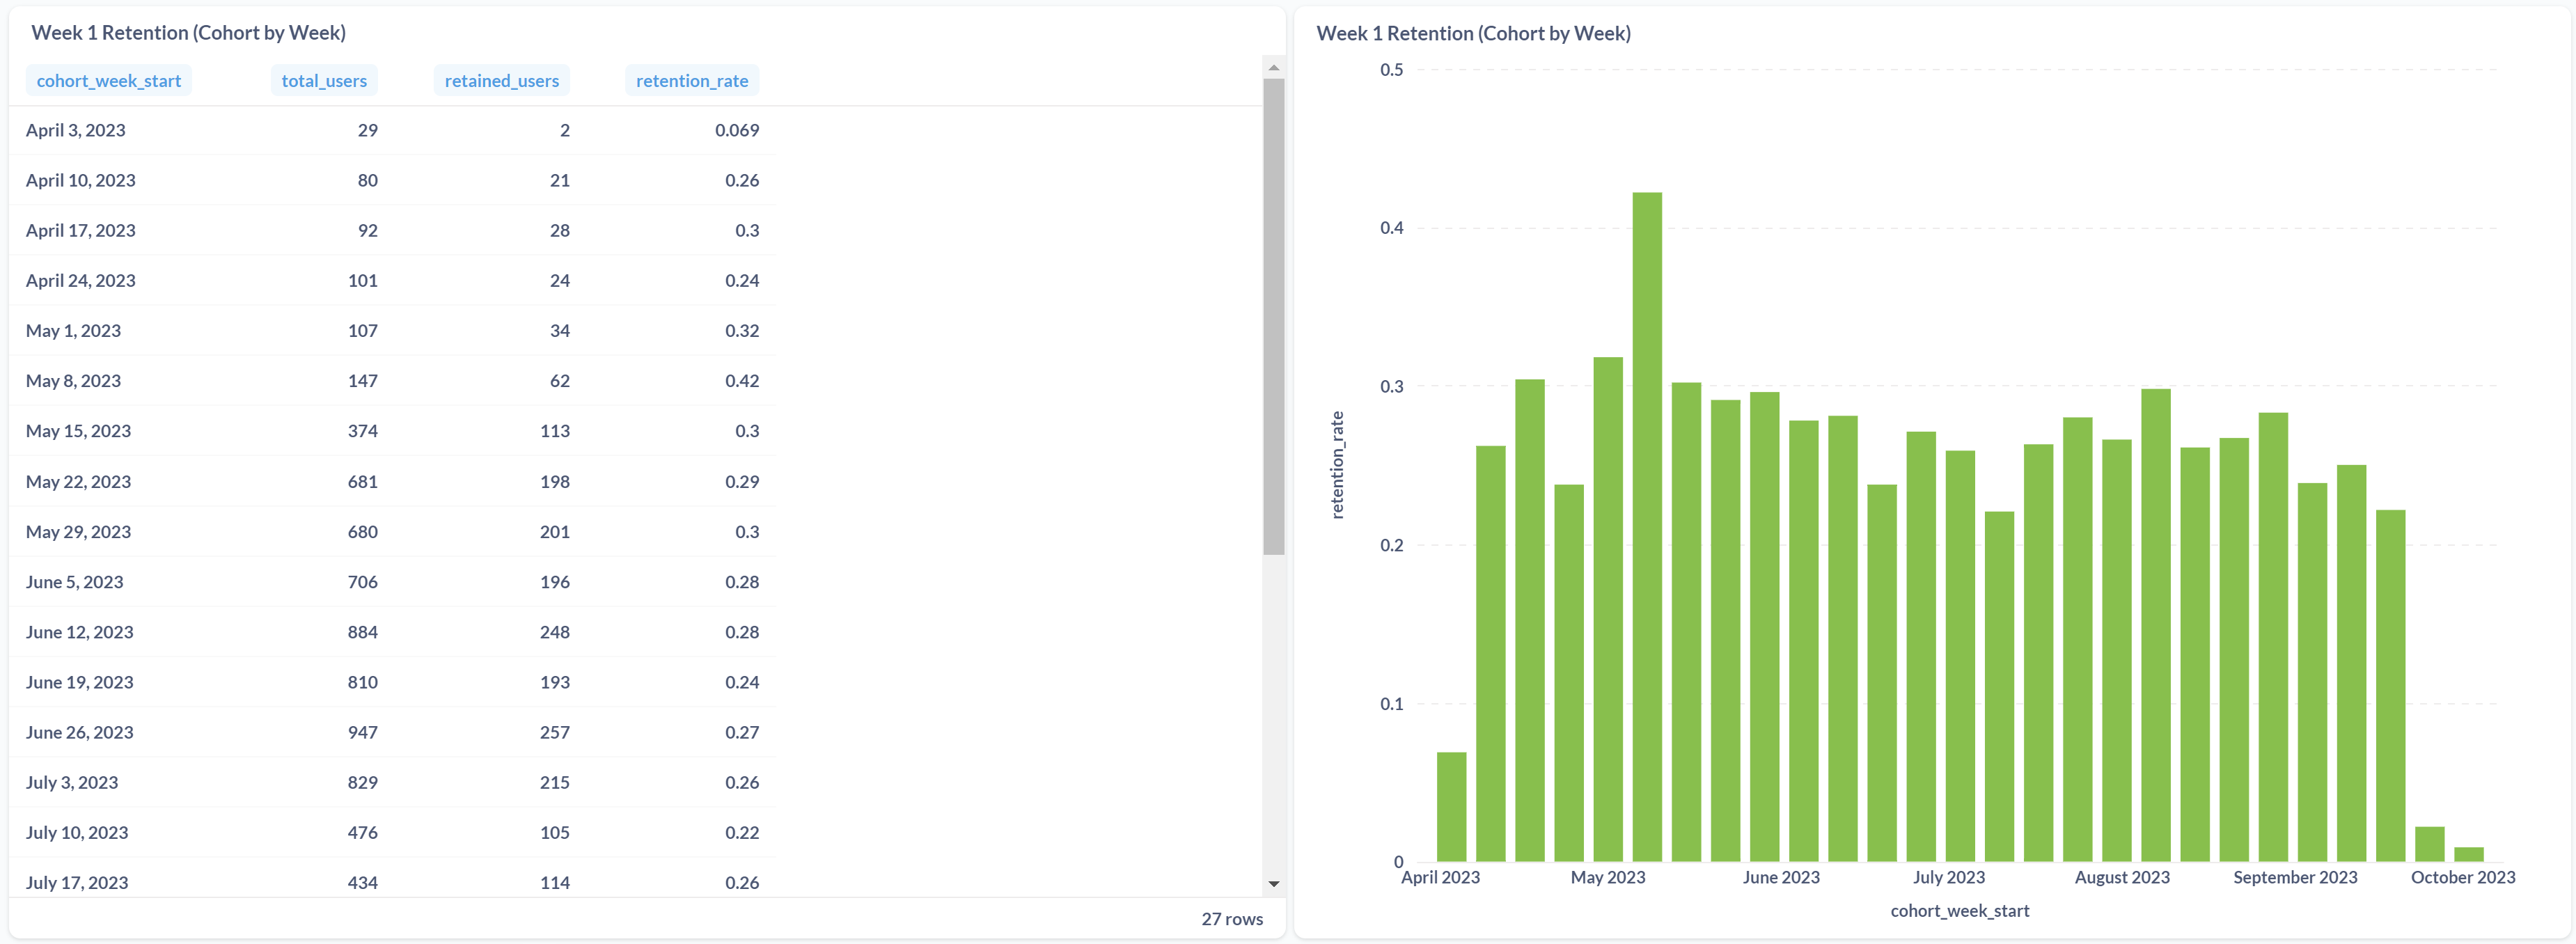 Week 1 Retention (Cohort by Week)
cohort_week_start total_users retained_users retention_rate
April 3, 2023 29 2 0.069
April 10, 2023 80 21 0.26
April 17, 2023 92 28 0.3
April 24, 2023 101 24 0.24
May 1, 2023 107 34 0.32
May 8, 2023 147 62 0.42
May 15, 2023 374 113 0.3
May 22, 2023 681 198 0.29
May 29, 2023 680 201 0.3
June 5, 2023 706 196 0.28
June 12, 2023 884 248 0.28
June 19, 2023 810 193 0.24
June 26, 2023 947 257 0.27
July 3, 2023 829 215 0.26
July 10, 2023 476 105 0.22
July 17, 2023 434 114 0.26
27 rows
Week 1 Retention (Cohort by Week)
0.5
0.4
0.3
0.2
0.1
0
retention_rate
April 2023 May 2023 June 2023 July 2023 August 2023 September 2023 October 2023
cohort_week_start